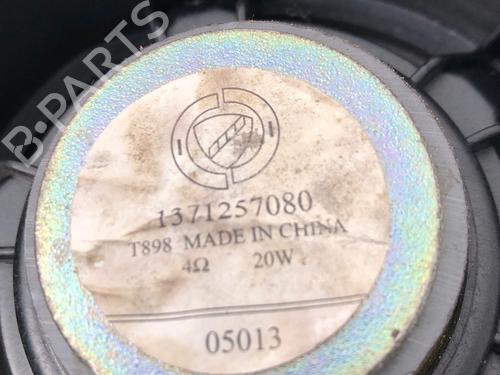 B-PARTS
1371257080
T898 MADE IN CHINA
4Ω 20W
05013